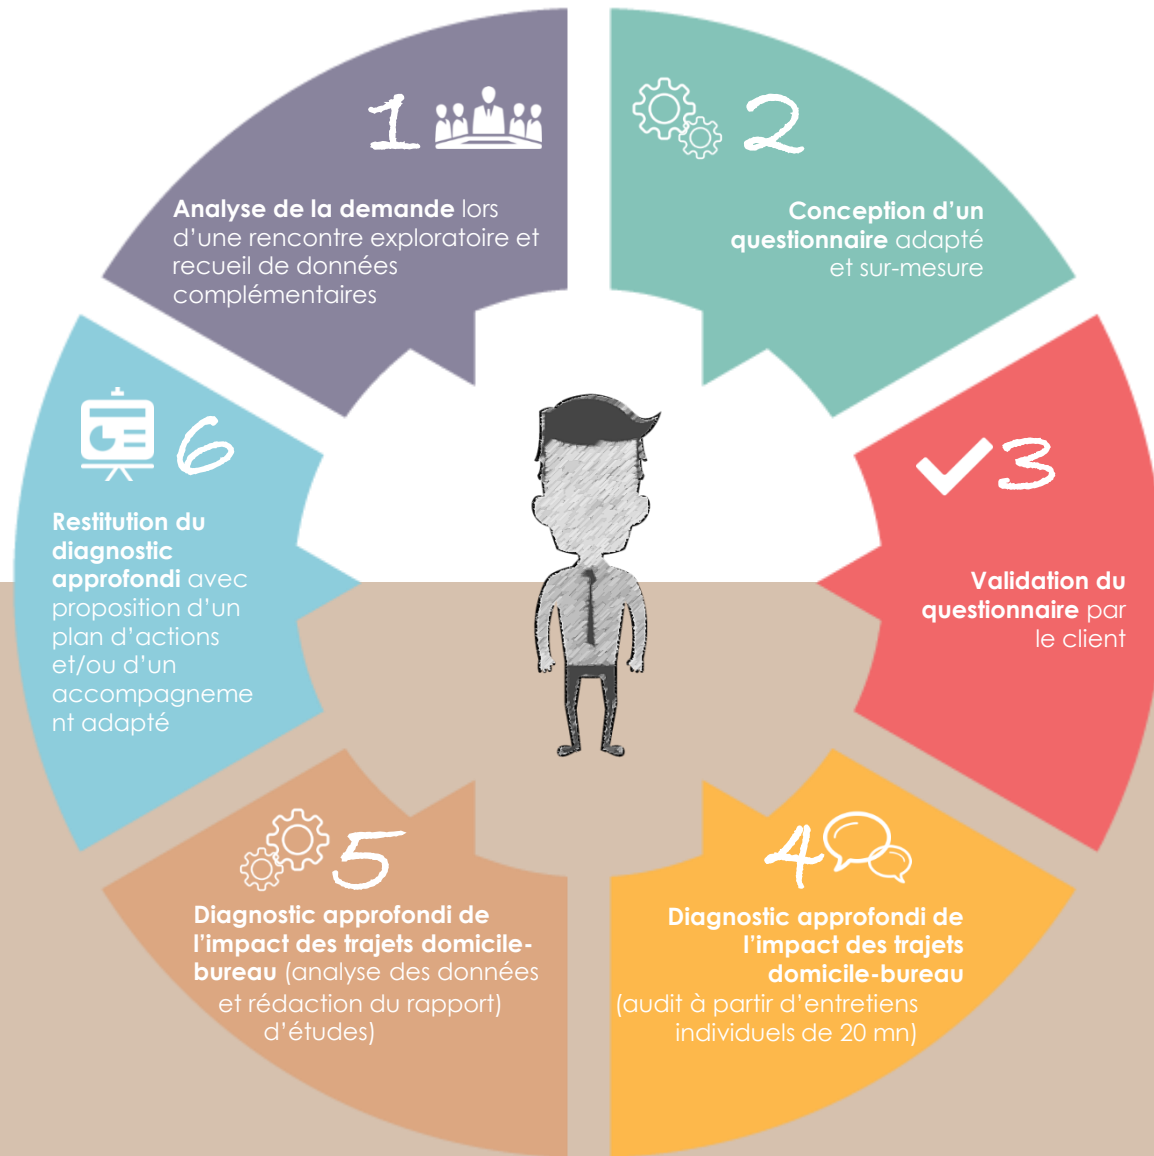 1
Analyse de la demande lors
d'une rencontre exploratoire et
recueil de données
complémentaires
2
Conception d'un
questionnaire adapté
et sur-mesure
3
Validation du
questionnaire par
le client
4
Diagnostic approfondi de
l'impact des trajets
domicile-bureau
(audit à partir d'entretiens
individuels de 20 mn)
5
Diagnostic approfondi de
l'impact des trajets domicile-
bureau (analyse des données
et rédaction du rapport)
d'études)
6
Restitution du
diagnostic
approfondi avec
proposition d'un
plan d'actions
et/ou d'un
accompagneme
nt adapté